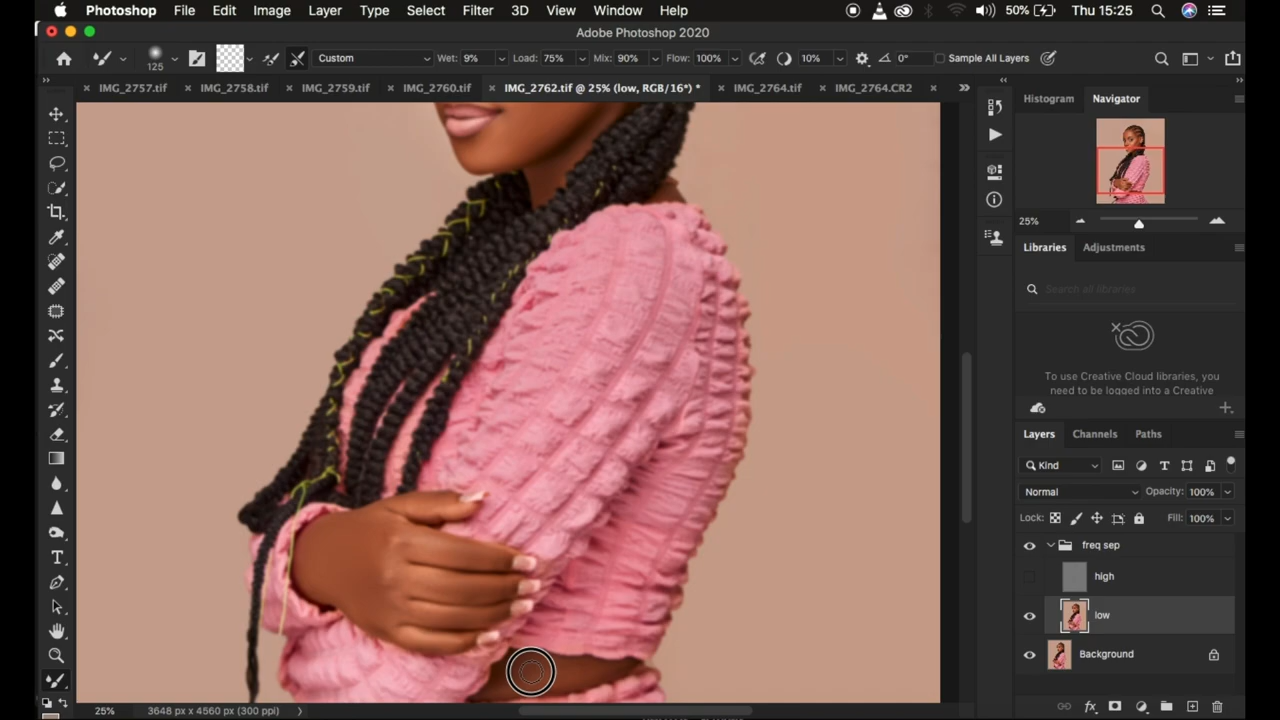 Photoshop File Edit Image Layer Type Select Filter 3D View Window Help 50% Thu 15:25
Adobe Photoshop 2020
125 Custom Wet: 9% Load: 75% Mix: 90% Flow: 100% 10% 0° Sample All Layers
IMG_2757.tif IMG_2758.tif IMG_2759.tif IMG_2760.tif IMG_2762.tif @ 25% (low, RGB/16*) * IMG_2764.tif IMG_2764.CR2
Histogram Navigator
25%
Libraries Adjustments
Search all libraries
To use Creative Cloud libraries, you
need to be logged into a Creative
Layers Channels Paths
Kind
Normal Opacity: 100%
Lock: Fill: 100%
freq sep
high
low
Background
25% 3648 px x 4560 px (300 ppi)